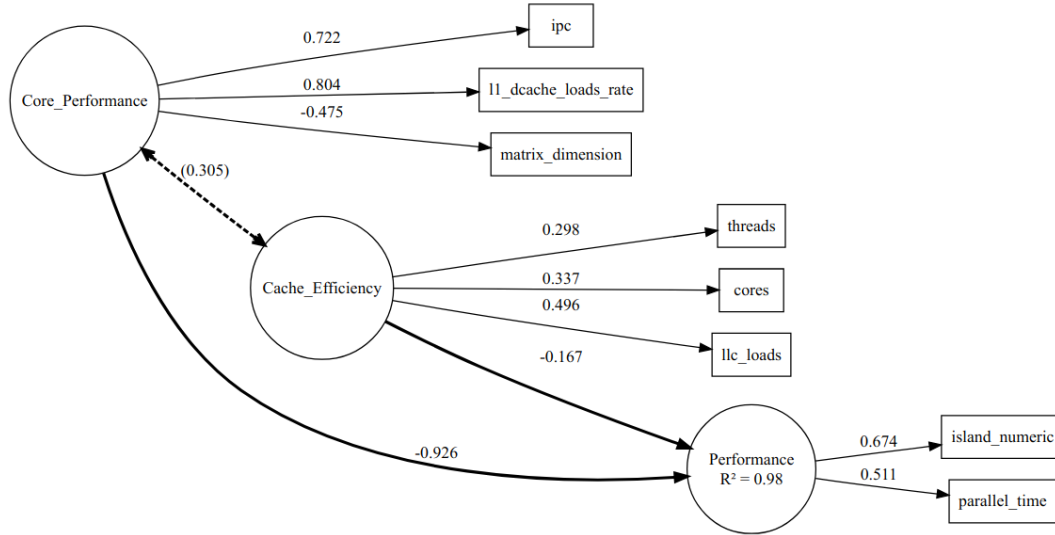 ipc
0.722
l1_dcache_loads_rate
0.804
Core_Performance
-0.475
matrix_dimension
(0.305)
threads
0.298
Cache_Efficiency
0.337
cores
0.496
llc_loads
-0.167
island_numeric
0.674
-0.926
Performance
R² = 0.98
0.511
parallel_time